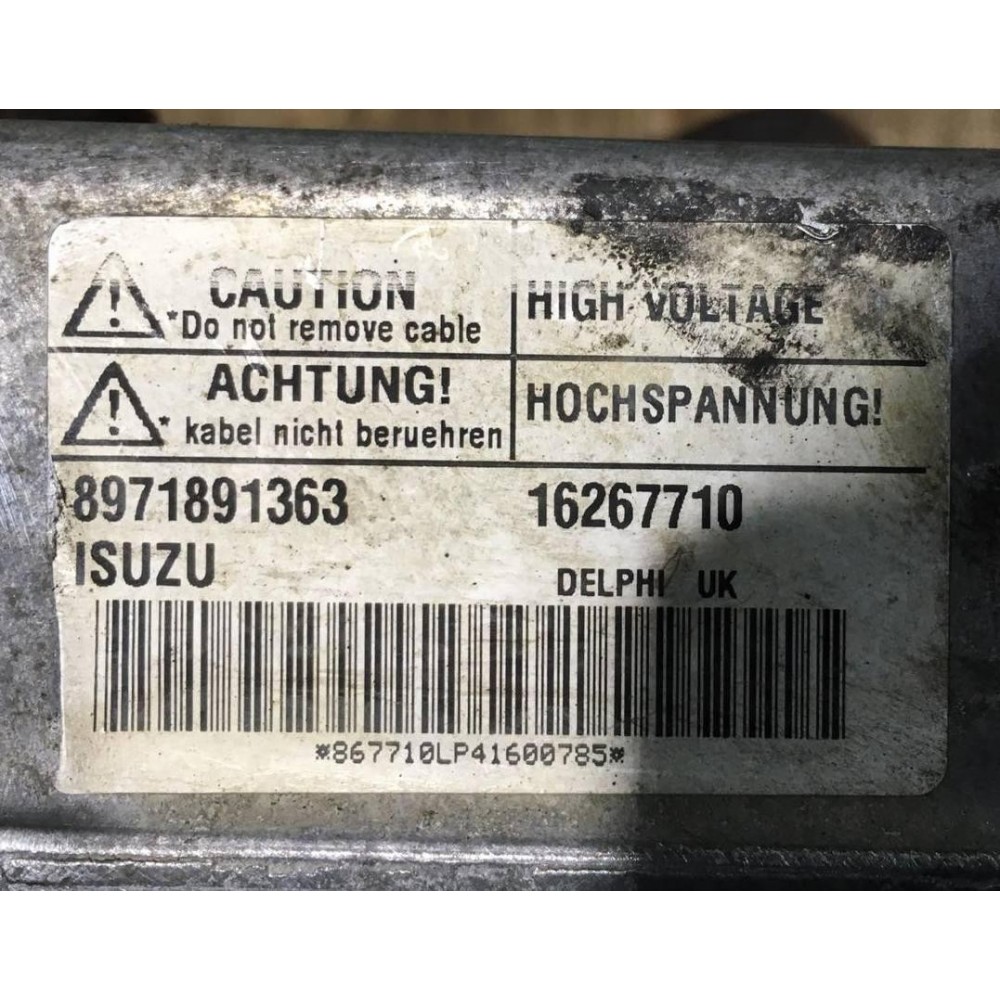 CAUTION
*Do not remove cable
HIGH VOLTAGE
ACHTUNG!
* kabel nicht beruehren
HOCHSPANNUNG!
8971891363 16267710
ISUZU DELPHI UK
*867710LP41600785*